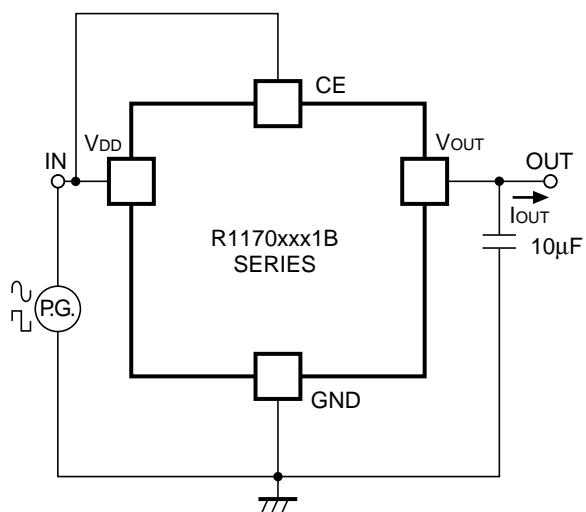 CE
VDD
VOUT
IN
OUT
IOUT
R1170xxx1B
SERIES
10μF
P.G.
GND